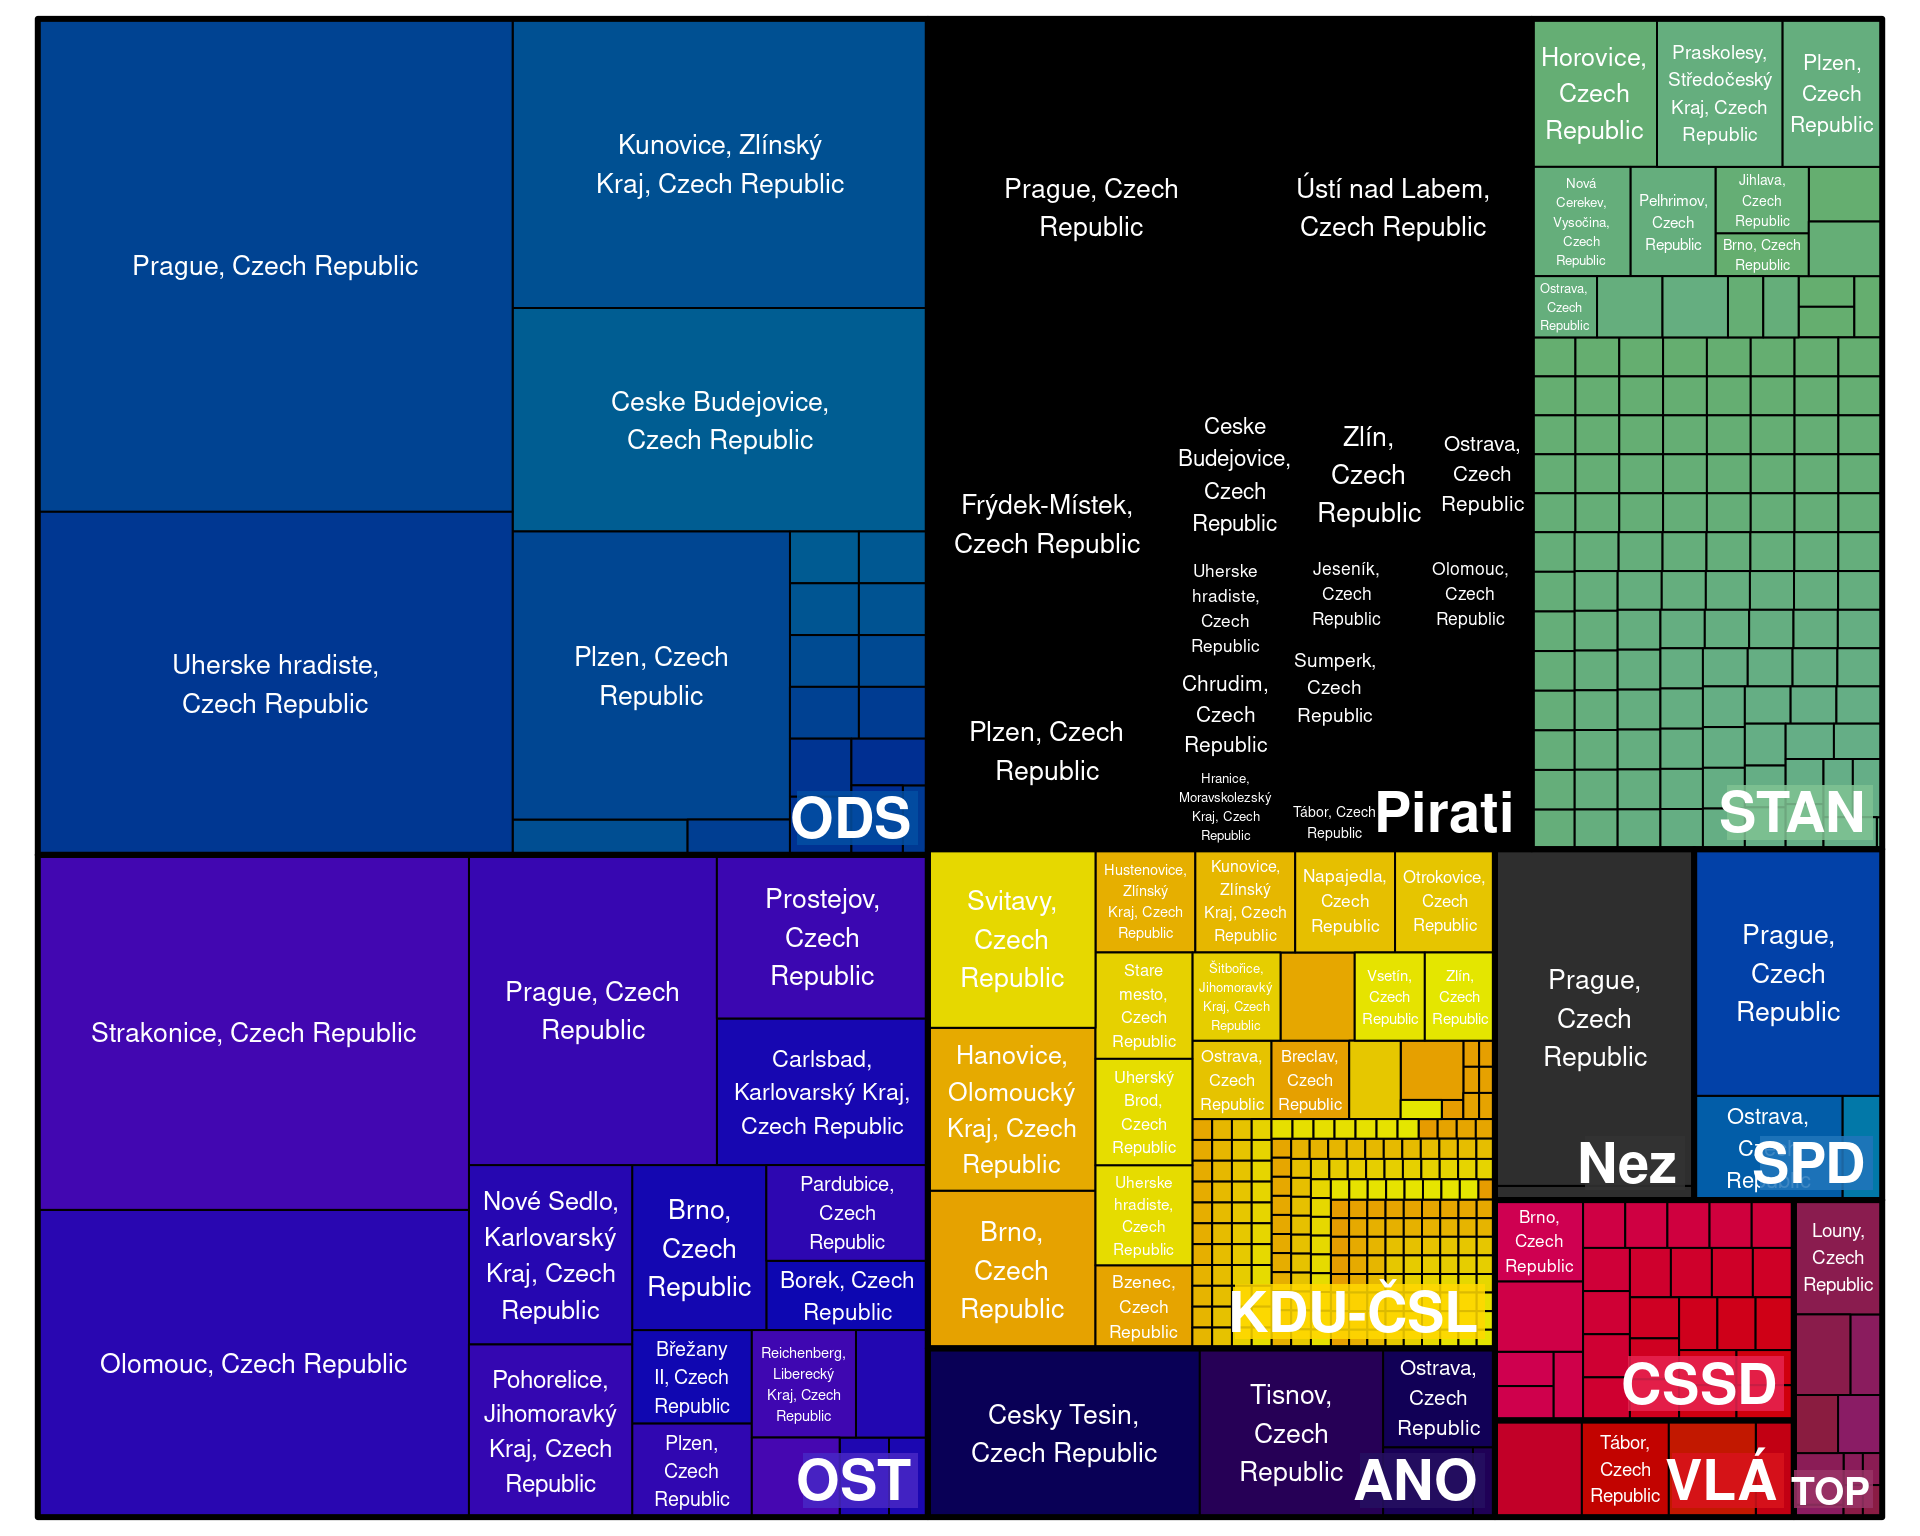 Prague, Czech Republic
Kunovice, Zlínský
Kraj, Czech Republic
Ceske Budejovice,
Czech Republic
Uherske hradiste,
Czech Republic
Plzen, Czech
Republic
ODS
Prague, Czech
Republic
Ústí nad Labem,
Czech Republic
Frýdek-Místek,
Czech Republic
Ceske
Budejovice,
Czech
Republic
Zlín,
Czech
Republic
Ostrava,
Czech
Republic
Uherske
hradiste,
Czech
Republic
Jeseník,
Czech
Republic
Olomouc,
Czech
Republic
Plzen, Czech
Republic
Chrudim,
Czech
Republic
Sumperk,
Czech
Republic
Hranice,
Moravskolezský
Kraj, Czech
Republic
Tábor, Czech
Republic
Pirati
Horovice,
Czech
Republic
Praskolesy,
Středočeský
Kraj, Czech
Republic
Plzen,
Czech
Republic
Nová
Cerekev,
Vysočina,
Czech
Republic
Pelhrimov,
Czech
Republic
Jihlava,
Czech
Republic
Brno, Czech
Republic
Ostrava,
Czech
Republic
STAN
Strakonice, Czech Republic
Olomouc, Czech Republic
Prague, Czech
Republic
Prostejov,
Czech
Republic
Carlsbad,
Karlovarský Kraj,
Czech Republic
Nové Sedlo,
Karlovarský
Kraj, Czech
Republic
Brno,
Czech
Republic
Pardubice,
Czech
Republic
Borek, Czech
Republic
Pohorelice,
Jihomoravký
Kraj, Czech
Republic
Břežany
II, Czech
Republic
Reichenberg,
Liberecký
Kraj, Czech
Republic
Plzen,
Czech
Republic
OST
Svitavy,
Czech
Republic
Hanovice,
Olomoucký
Kraj, Czech
Republic
Brno,
Czech
Republic
Hustenovice,
Zlínský
Kraj, Czech
Republic
Kunovice,
Zlínský
Kraj, Czech
Republic
Napajedla,
Czech
Republic
Otrokovice,
Czech
Republic
Stare
mesto,
Czech
Republic
Šitbořice,
Jihomoravký
Kraj, Czech
Republic
Vsetín,
Czech
Republic
Zlín,
Czech
Republic
Uherský
Brod,
Czech
Republic
Ostrava,
Czech
Republic
Breclav,
Czech
Republic
Uherske
hradiste,
Czech
Republic
Bzenec,
Czech
Republic
KDU-ČSL
Cesky Tesin,
Czech Republic
Tisnov,
Czech
Republic
Ostrava,
Czech
Republic
ANO
Prague,
Czech
Republic
Nez
Prague,
Czech
Republic
Ostrava,
Czech
Republic
SPD
Brno,
Czech
Republic
CSSD
Louny,
Czech
Republic
TOP
Tábor,
Czech
Republic
VLÁ